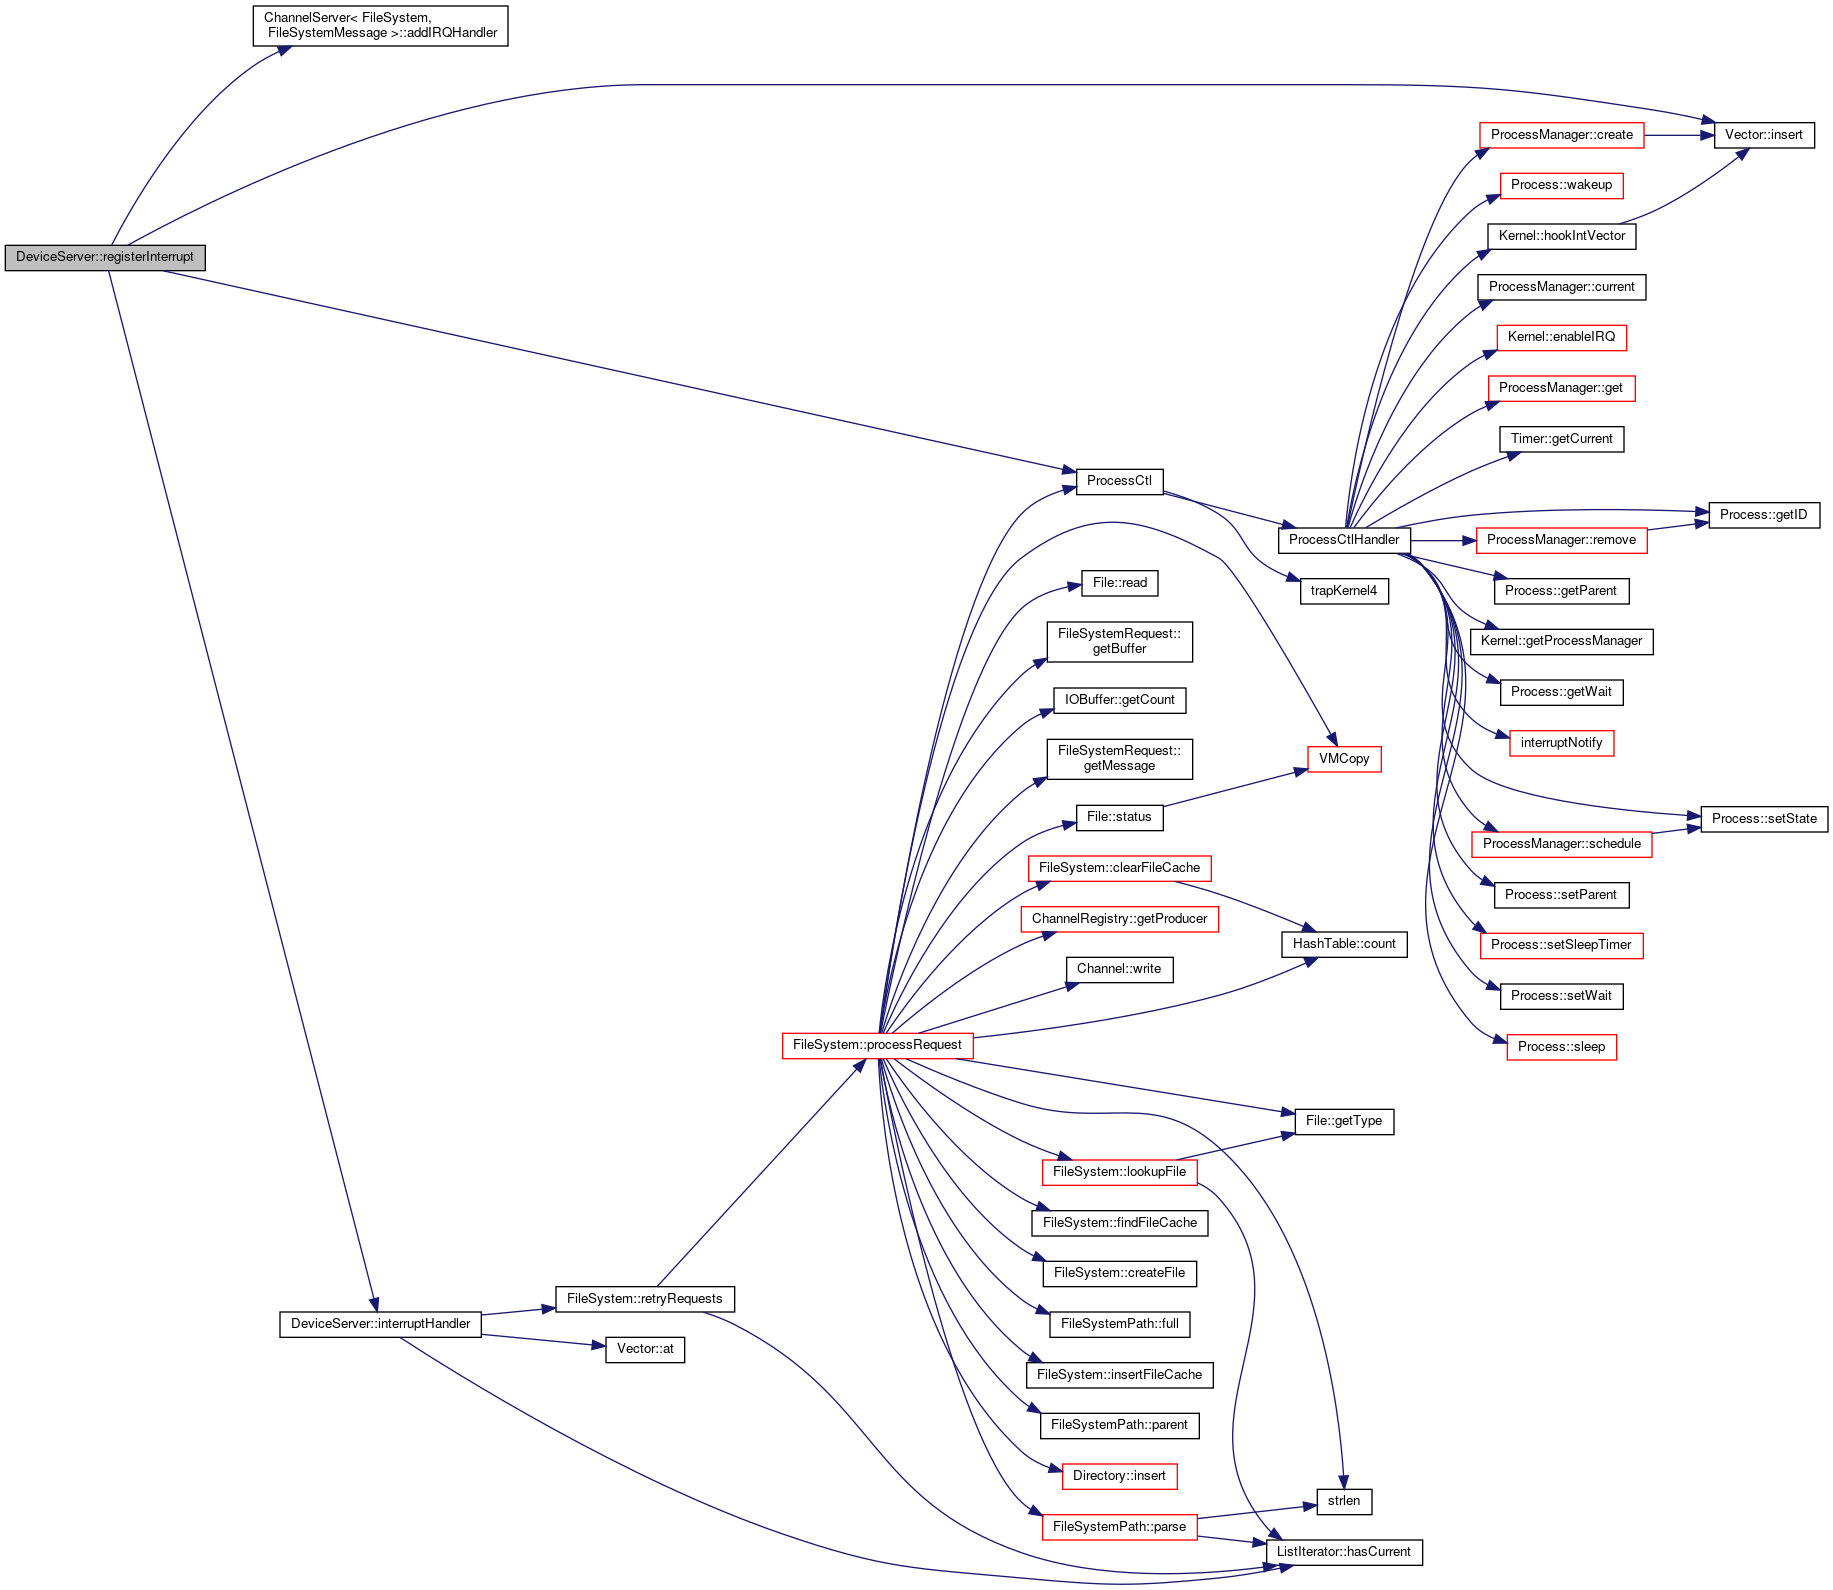 ChannelServer< FileSystem,
FileSystemMessage >::addIRQHandler
DeviceServer::registerInterrupt
ProcessManager::create
Vector::insert
Process::wakeup
Kernel::hookIntVector
ProcessManager::current
Kernel::enableIRQ
ProcessManager::get
Timer::getCurrent
ProcessCtl
ProcessCtlHandler
Process::getID
ProcessManager::remove
trapKernel4
Process::getParent
Kernel::getProcessManager
Process::getWait
interruptNotify
Process::setState
ProcessManager::schedule
Process::setParent
Process::setSleepTimer
Process::setWait
Process::sleep
File::read
FileSystemRequest::
getBuffer
IOBuffer::getCount
FileSystemRequest::
getMessage
VMCopy
File::status
FileSystem::clearFileCache
ChannelRegistry::getProducer
HashTable::count
Channel::write
FileSystem::processRequest
File::getType
FileSystem::lookupFile
FileSystem::findFileCache
FileSystem::createFile
FileSystemPath::full
FileSystem::insertFileCache
FileSystemPath::parent
Directory::insert
FileSystemPath::parse
strlen
ListIterator::hasCurrent
FileSystem::retryRequests
DeviceServer::interruptHandler
Vector::at